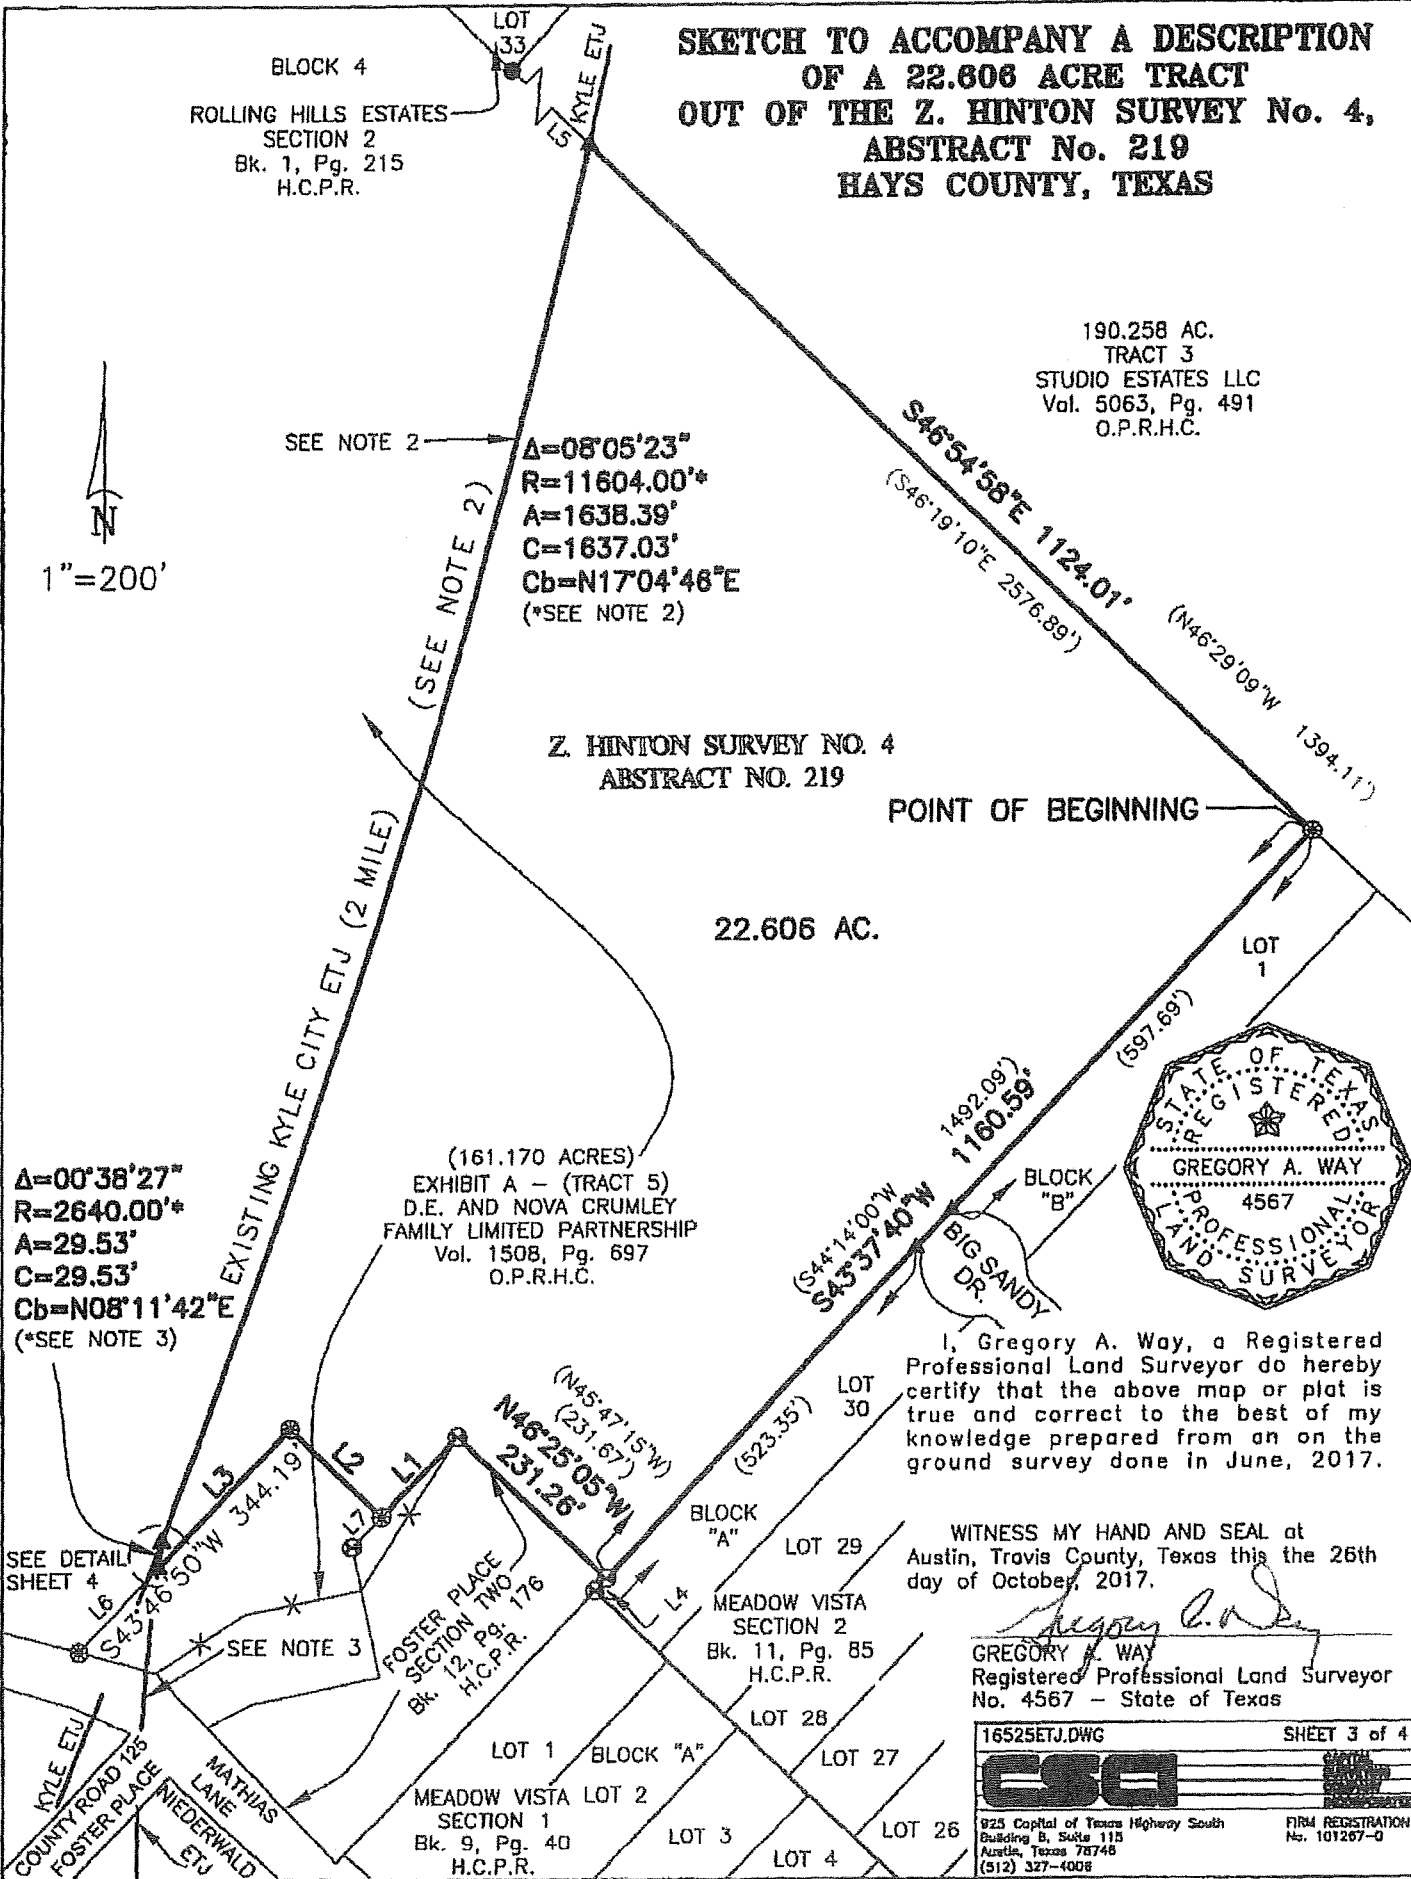 SKETCH TO ACCOMPANY A DESCRIPTION
OF A 22.606 ACRE TRACT
OUT OF THE Z. HINTON SURVEY No. 4,
ABSTRACT No. 219
HAYS COUNTY, TEXAS
LOT
33
BLOCK 4
ROLLING HILLS ESTATES
SECTION 2
Bk. 1, Pg. 215
H.C.P.R.
KYLE ETJ
L5
190.258 AC.
TRACT 3
STUDIO ESTATES LLC
Vol. 5063, Pg. 491
O.P.R.H.C.
SEE NOTE 2
Δ=08°05'23"
R=11604.00'*
A=1638.39'
C=1637.03'
Cb=N17°04'46"E
(*SEE NOTE 2)
N
1"=200'
S46°54'58"E 1124.01'
(S46°19'10"E 2576.89')
(N46°29'09"W 1394.11')
EXISTING KYLE CITY ETJ (2 MILE) (SEE NOTE 2)
Z. HINTON SURVEY NO. 4
ABSTRACT NO. 219
POINT OF BEGINNING
22.606 AC.
LOT
1
(597.69')
1492.09')
1160.59'
(S44°14'00"W
S43°37'40"W
BLOCK
"B"
BIG SANDY
DR.
STATE OF TEXAS
REGISTERED
GREGORY A. WAY
4567
PROFESSIONAL
LAND SURVEYOR
(161.170 ACRES)
EXHIBIT A – (TRACT 5)
D.E. AND NOVA CRUMLEY
FAMILY LIMITED PARTNERSHIP
Vol. 1508, Pg. 697
O.P.R.H.C.
Δ=00°38'27"
R=2640.00'*
A=29.53'
C=29.53'
Cb=N08°11'42"E
(*SEE NOTE 3)
I, Gregory A. Way, a Registered
Professional Land Surveyor do hereby
certify that the above map or plat is
true and correct to the best of my
knowledge prepared from an on the
ground survey done in June, 2017.
LOT
30
(523.35')
(N45°47'15"W)
(231.67')
N46°25'05"W
231.26'
L3
L2
L1
L7
S43°46'50"W 344.19'
SEE DETAIL
SHEET 4
L6
SEE NOTE 3
FOSTER PLACE
SECTION TWO
Bk. 12, Pg. 176
H.C.P.R.
L4
BLOCK
"A"
LOT 29
MEADOW VISTA
SECTION 2
Bk. 11, Pg. 85
H.C.P.R.
WITNESS MY HAND AND SEAL at
Austin, Travis County, Texas this the 26th
day of October, 2017.
Gregory A. Way
GREGORY A. WAY
Registered Professional Land Surveyor
No. 4567 – State of Texas
LOT 28
LOT 27
LOT 26
LOT 1
BLOCK "A"
MEADOW VISTA
SECTION 1
Bk. 9, Pg. 40
H.C.P.R.
LOT 2
LOT 3
LOT 4
KYLE ETJ
COUNTY ROAD 125
FOSTER PLACE
MATHIAS
LANE
NIEDERWALD
ETJ
16525ETJ.DWG
SHEET 3 of 4
CSCI
925 Capital of Texas Highway South
Building B, Suite 115
Austin, Texas 78746
(512) 327-4006
FIRM REGISTRATION
No. 101267-0